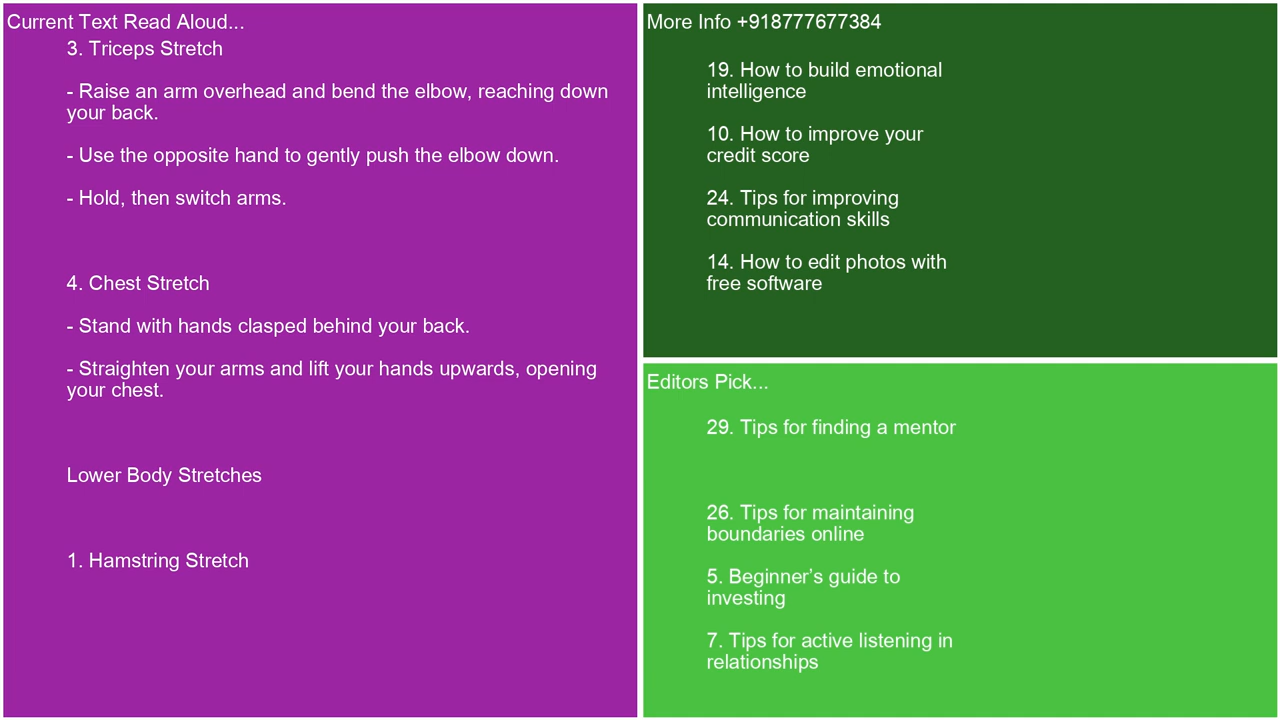 Current Text Read Aloud...
3. Triceps Stretch
- Raise an arm overhead and bend the elbow, reaching down
your back.
- Use the opposite hand to gently push the elbow down.
- Hold, then switch arms.
4. Chest Stretch
- Stand with hands clasped behind your back.
- Straighten your arms and lift your hands upwards, opening
your chest.
Lower Body Stretches
1. Hamstring Stretch
More Info +918777677384
19. How to build emotional
intelligence
10. How to improve your
credit score
24. Tips for improving
communication skills
14. How to edit photos with
free software
Editors Pick...
29. Tips for finding a mentor
26. Tips for maintaining
boundaries online
5. Beginner's guide to
investing
7. Tips for active listening in
relationships